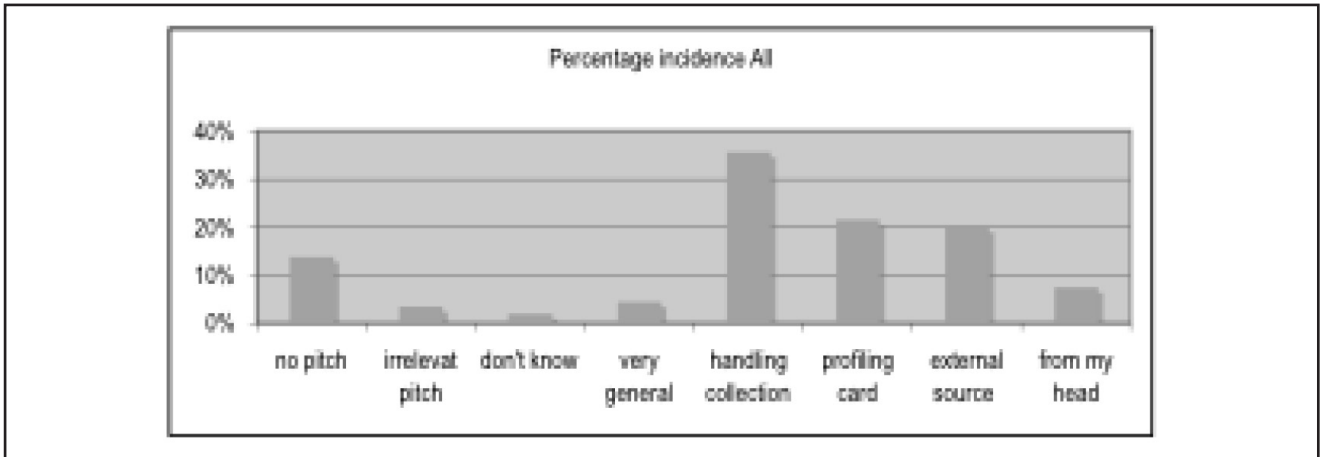 Percentage incidence All
40%
30%
20%
10%
0%
no pitch
irrelevat pitch
don't know
very general
handling collection
profiling card
external source
from my head